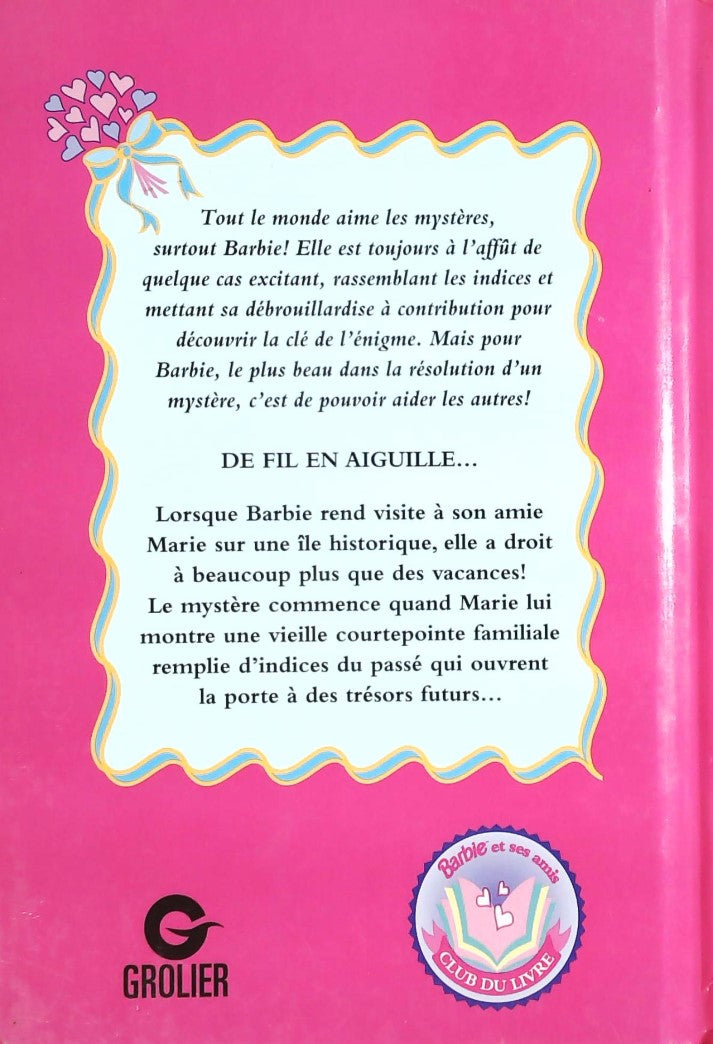 Tout le monde aime les mystères,
surtout Barbie! Elle est toujours à l'affût de
quelque cas excitant, rassemblant les indices et
mettant sa débrouillardise à contribution pour
découvrir la clé de l'énigme. Mais pour
Barbie, le plus beau dans la résolution d'un
mystère, c'est de pouvoir aider les autres!
DE FIL EN AIGUILLE...
Lorsque Barbie rend visite à son amie
Marie sur une île historique, elle a droit
à beaucoup plus que des vacances!
Le mystère commence quand Marie lui
montre une vieille courtepointe familiale
remplie d'indices du passé qui ouvrent
la porte à des trésors futurs...
GROLIER
Barbie et ses amis
CLUB DU LIVRE